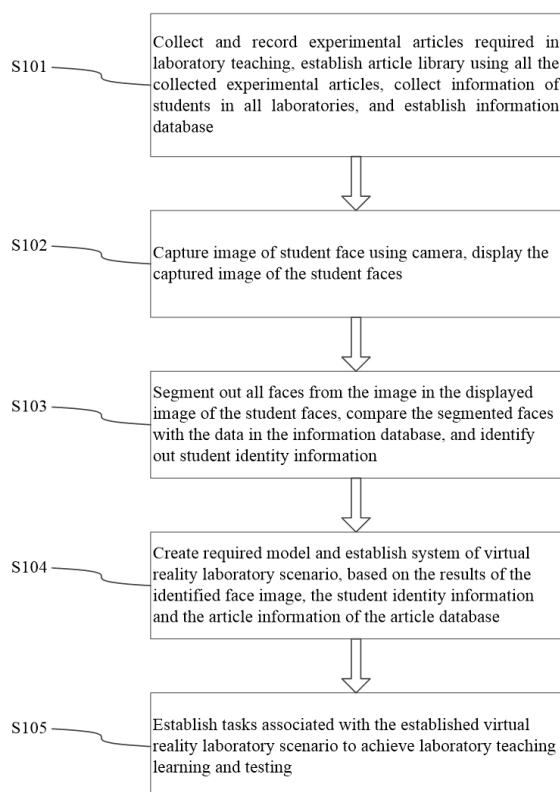 S101
Collect and record experimental articles required in
laboratory teaching, establish article library using all the
collected experimental articles, collect information of
students in all laboratories, and establish information
database
S102
Capture image of student face using camera, display the
captured image of the student faces
S103
Segment out all faces from the image in the displayed
image of the student faces, compare the segmented faces
with the data in the information database, and identify
out student identity information
S104
Create required model and establish system of virtual
reality laboratory scenario, based on the results of the
identified face image, the student identity information
and the article information of the article database
S105
Establish tasks associated with the established virtual
reality laboratory scenario to achieve laboratory teaching
learning and testing